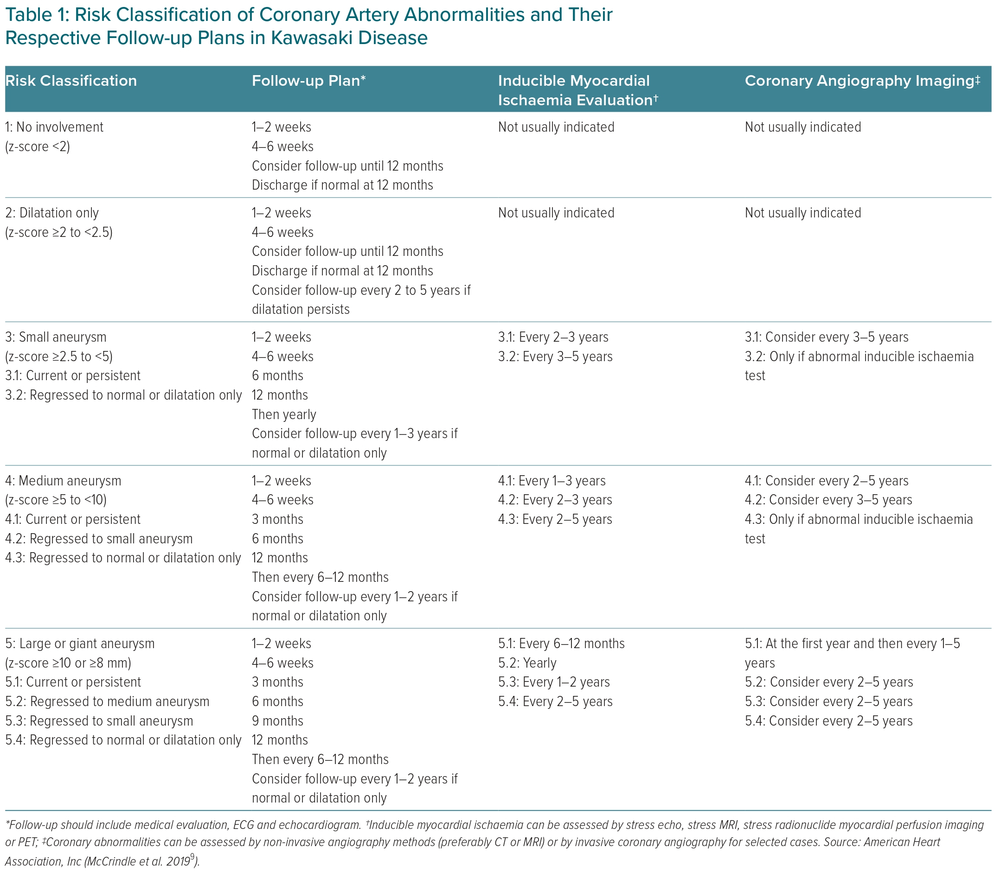 Table 1: Risk Classification of Coronary Artery Abnormalities and Their
Respective Follow-up Plans in Kawasaki Disease
Risk Classification
Follow-up Plan*
Inducible Myocardial
Ischaemia Evaluation†
Coronary Angiography Imaging‡
1: No involvement
(z-score <2)
1–2 weeks
4–6 weeks
Consider follow-up until 12 months
Discharge if normal at 12 months
Not usually indicated
Not usually indicated
2: Dilatation only
(z-score ≥2 to <2.5)
1–2 weeks
4–6 weeks
Consider follow-up until 12 months
Discharge if normal at 12 months
Consider follow-up every 2 to 5 years if
dilatation persists
Not usually indicated
Not usually indicated
3: Small aneurysm
(z-score ≥2.5 to <5)
3.1: Current or persistent
3.2: Regressed to normal or dilatation only
1–2 weeks
4–6 weeks
6 months
12 months
Then yearly
Consider follow-up every 1–3 years if
normal or dilatation only
3.1: Every 2–3 years
3.2: Every 3–5 years
3.1: Consider every 3–5 years
3.2: Only if abnormal inducible ischaemia
test
4: Medium aneurysm
(z-score ≥5 to <10)
4.1: Current or persistent
4.2: Regressed to small aneurysm
4.3: Regressed to normal or dilatation only
1–2 weeks
4–6 weeks
3 months
6 months
12 months
Then every 6–12 months
Consider follow-up every 1–2 years if
normal or dilatation only
4.1: Every 1–3 years
4.2: Every 2–3 years
4.3: Every 2–5 years
4.1: Consider every 2–5 years
4.2: Consider every 3–5 years
4.3: Only if abnormal inducible ischaemia
test
5: Large or giant aneurysm
(z-score ≥10 or ≥8 mm)
5.1: Current or persistent
5.2: Regressed to medium aneurysm
5.3: Regressed to small aneurysm
5.4: Regressed to normal or dilatation only
1–2 weeks
4–6 weeks
3 months
6 months
9 months
12 months
Then every 6–12 months
Consider follow-up every 1–2 years if
normal or dilatation only
5.1: Every 6–12 months
5.2: Yearly
5.3: Every 1–2 years
5.4: Every 2–5 years
5.1: At the first year and then every 1–5
years
5.2: Consider every 2–5 years
5.3: Consider every 2–5 years
5.4: Consider every 2–5 years
*Follow-up should include medical evaluation, ECG and echocardiogram. †Inducible myocardial ischaemia can be assessed by stress echo, stress MRI, stress radionuclide myocardial perfusion imaging
or PET; ‡Coronary abnormalities can be assessed by non-invasive angiography methods (preferably CT or MRI) or by invasive coronary angiography for selected cases. Source: American Heart
Association, Inc (McCrindle et al. 2019⁹).